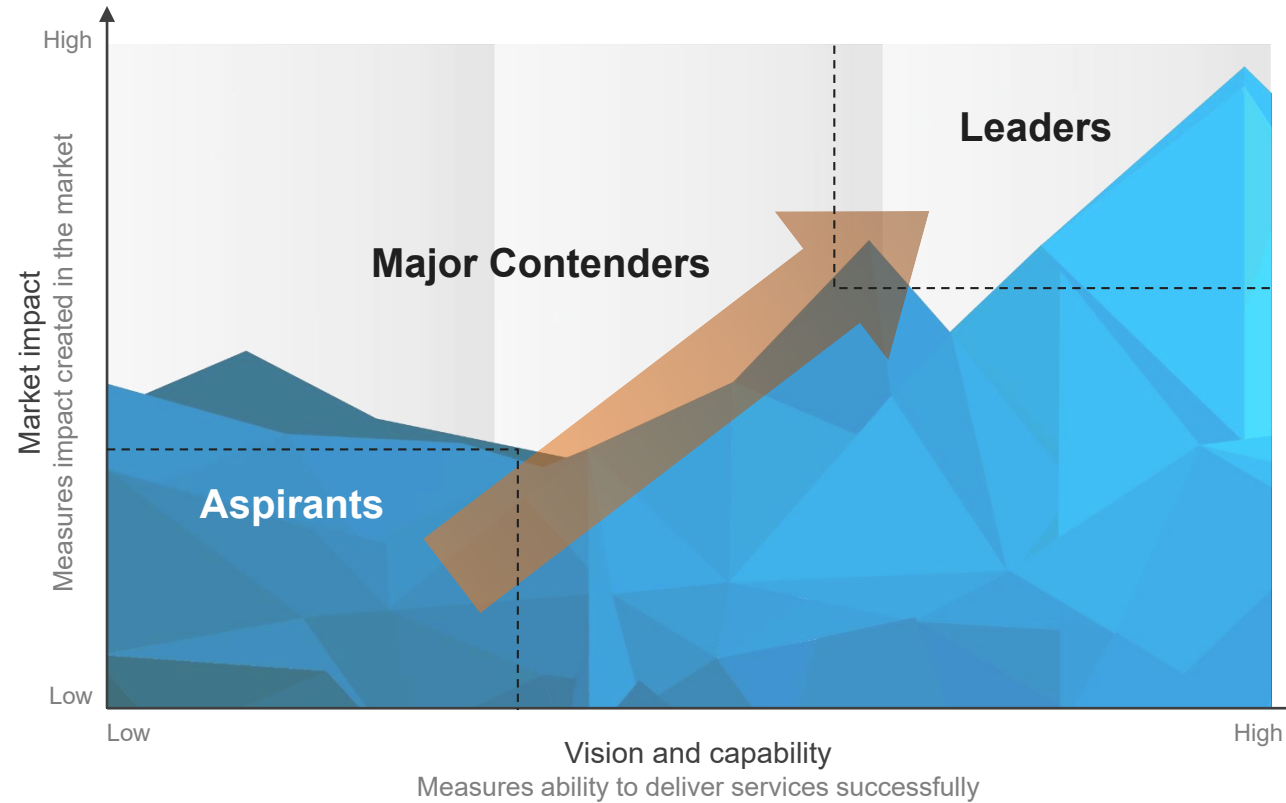 High
Leaders
Major Contenders
Market impact
Measures impact created in the market
Aspirants
Low
Low
High
Vision and capability
Measures ability to deliver services successfully